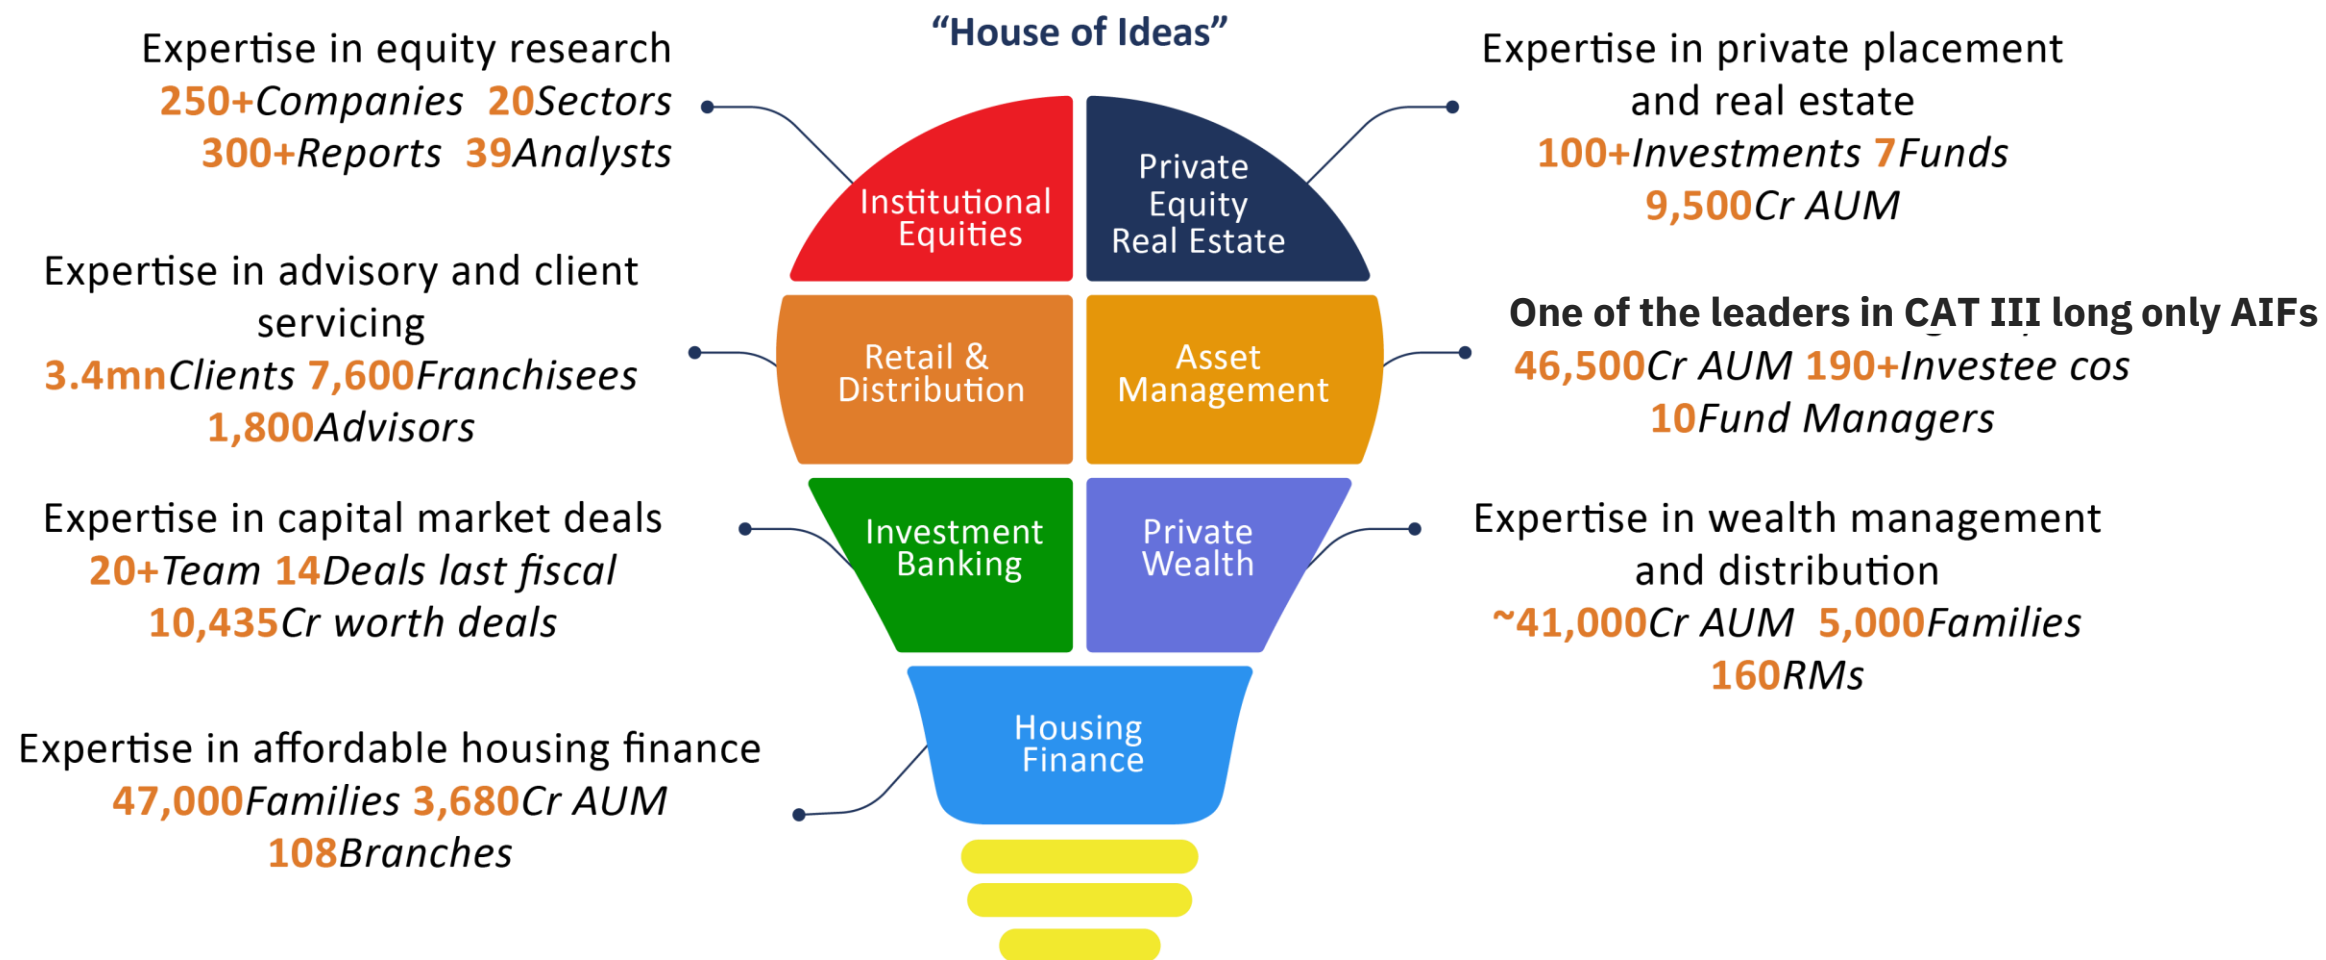 “House of Ideas”
Expertise in equity research
250+Companies 20Sectors
300+Reports 39Analysts
Expertise in advisory and client
servicing
3.4mnClients 7,600Franchisees
1,800Advisors
Expertise in capital market deals
20+Team 14Deals last fiscal
10,435Cr worth deals
Expertise in affordable housing finance
47,000Families 3,680Cr AUM
108Branches
Institutional
Equities
Private
Equity
Real Estate
Retail &
Distribution
Asset
Management
Investment
Banking
Private
Wealth
Housing
Finance
Expertise in private placement
and real estate
100+Investments 7Funds
9,500Cr AUM
One of the leaders in CAT III long only AIFs
46,500Cr AUM 190+Investee cos
10Fund Managers
Expertise in wealth management
and distribution
~41,000Cr AUM 5,000Families
160RMs